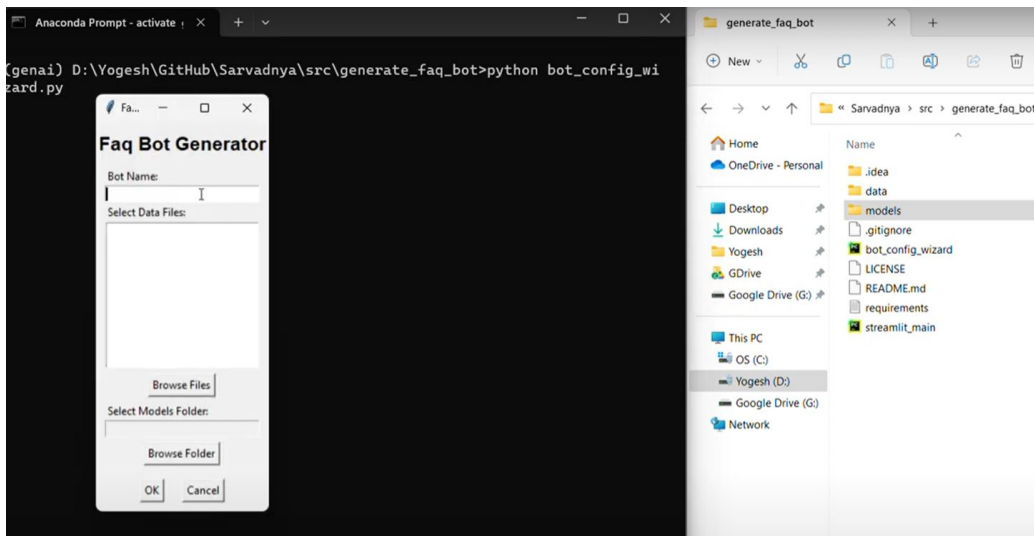 Anaconda Prompt - activate
(genai) D:\Yogesh\GitHub\Sarvadnya\src\generate_faq_bot>python bot_config_wi
zard.py
Fa...
Faq Bot Generator
Bot Name:
Select Data Files:
Browse Files
Select Models Folder:
Browse Folder
OK Cancel
generate_faq_bot
New
« Sarvadnya > src > generate_faq_bot
Home
OneDrive - Personal
Desktop
Downloads
Yogesh
GDrive
Google Drive (G:)
This PC
OS (C:)
Yogesh (D:)
Google Drive (G:)
Network
Name
.idea
data
models
.gitignore
bot_config_wizard
LICENSE
README.md
requirements
streamlit_main